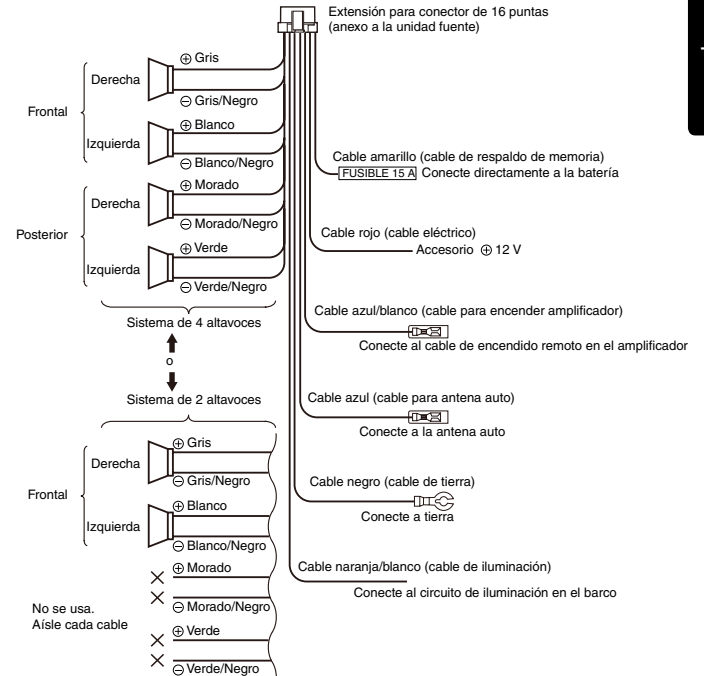 Extensión para conector de 16 puntas
(anexo a la unidad fuente)
⊕ Gris
Derecha
⊖ Gris/Negro
Frontal
⊕ Blanco
Izquierda
⊖ Blanco/Negro
⊕ Morado
Derecha
⊖ Morado/Negro
Posterior
⊕ Verde
Izquierda
⊖ Verde/Negro
Sistema de 4 altavoces
o
Sistema de 2 altavoces
⊕ Gris
Derecha
⊖ Gris/Negro
Frontal
⊕ Blanco
Izquierda
⊖ Blanco/Negro
⊕ Morado
⊖ Morado/Negro
No se usa.
Aísle cada cable
⊕ Verde
⊖ Verde/Negro
Cable amarillo (cable de respaldo de memoria)
FUSIBLE 15 A Conecte directamente a la batería
Cable rojo (cable eléctrico)
Accesorio ⊕ 12 V
Cable azul/blanco (cable para encender amplificador)
Conecte al cable de encendido remoto en el amplificador
Cable azul (cable para antena auto)
Conecte a la antena auto
Cable negro (cable de tierra)
Conecte a tierra
Cable naranja/blanco (cable de iluminación)
Conecte al circuito de iluminación en el barco